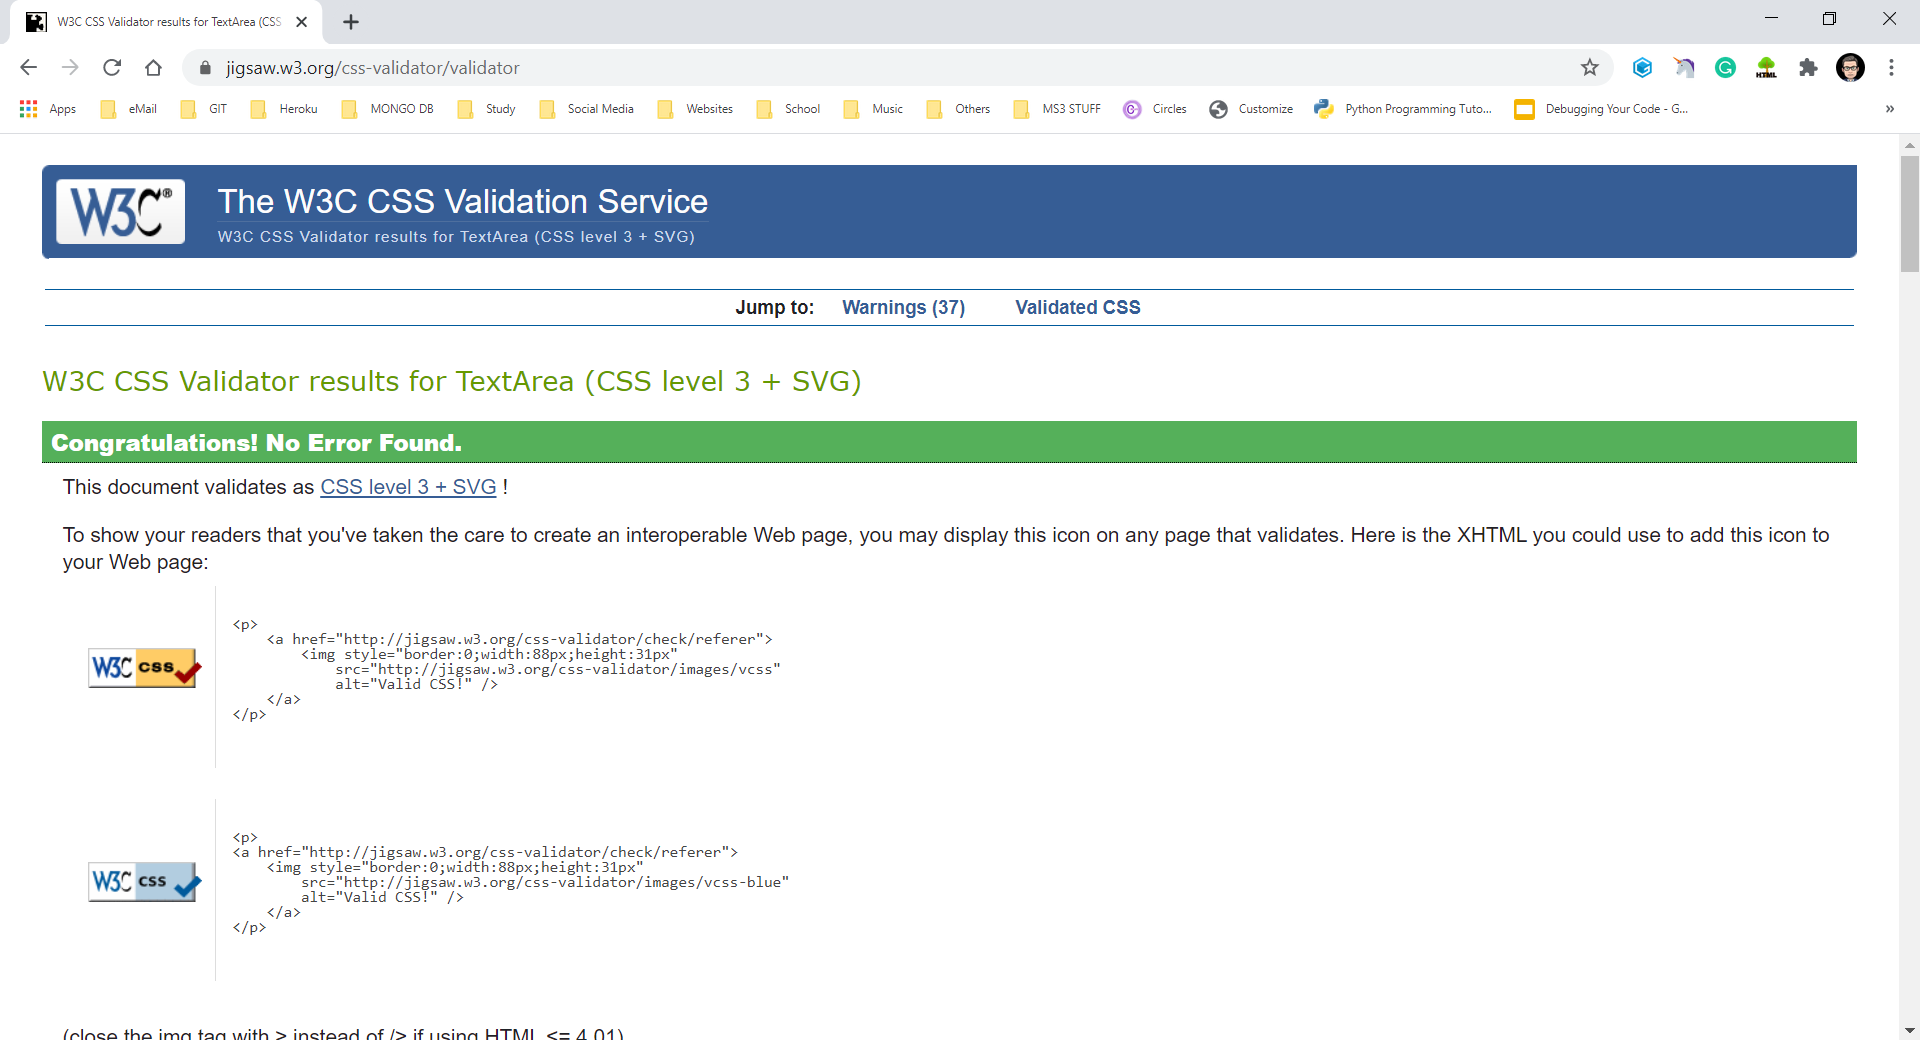 W3C CSS Validator results for TextArea (CSS
jigsaw.w3.org/css-validator/validator
Apps eMail GIT Heroku MONGO DB Study Social Media Websites School Music Others MS3 STUFF Circles Customize Python Programming Tuto... Debugging Your Code - G... »
W3C® The W3C CSS Validation Service
W3C CSS Validator results for TextArea (CSS level 3 + SVG)
Jump to: Warnings (37) Validated CSS
W3C CSS Validator results for TextArea (CSS level 3 + SVG)
Congratulations! No Error Found.
This document validates as CSS level 3 + SVG !
To show your readers that you've taken the care to create an interoperable Web page, you may display this icon on any page that validates. Here is the XHTML you could use to add this icon to
your Web page:
<p>
<a href="http://jigsaw.w3.org/css-validator/check/referer">
<img style="border:0;width:88px;height:31px"
W3C css
src="http://jigsaw.w3.org/css-validator/images/vcss"
alt="Valid CSS!" />
</a>
</p>
<p>
<a href="http://jigsaw.w3.org/css-validator/check/referer">
<img style="border:0;width:88px;height:31px"
W3C css
src="http://jigsaw.w3.org/css-validator/images/vcss-blue"
alt="Valid CSS!" />
</a>
</p>
(close the img tag with > instead of /> if using HTML <= 4.01)